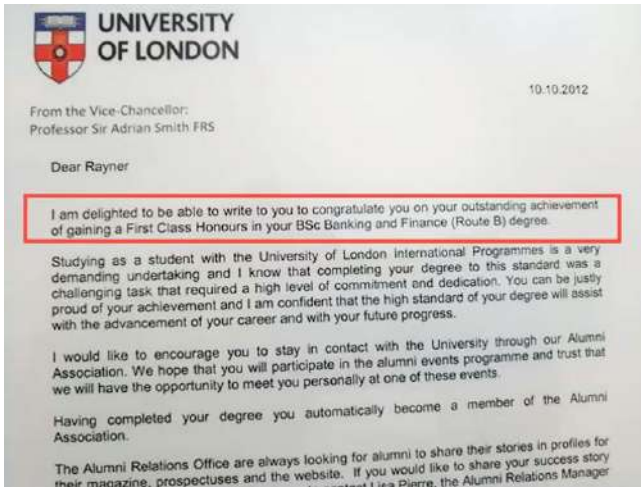 UNIVERSITY
OF LONDON
10.10.2012
From the Vice-Chancellor:
Professor Sir Adrian Smith FRS
Dear Rayner
I am delighted to be able to write to you to congratulate you on your outstanding achievement
of gaining a First Class Honours in your BSc Banking and Finance (Route B) degree.
Studying as a student with the University of London International Programmes is a very
demanding undertaking and I know that completing your degree to this standard was a
challenging task that required a high level of commitment and dedication. You can be justly
proud of your achievement and I am confident that the high standard of your degree will assist
with the advancement of your career and with your future progress.
I would like to encourage you to stay in contact with the University through our Alumni
Association. We hope that you will participate in the alumni events programme and trust that
we will have the opportunity to meet you personally at one of these events.
Having completed your degree you automatically become a member of the Alumni
Association.
The Alumni Relations Office are always looking for alumni to share their stories in profiles for
their magazine, prospectuses and the website. If you would like to share your success story
contact Lisa Pierre, the Alumni Relations Manager